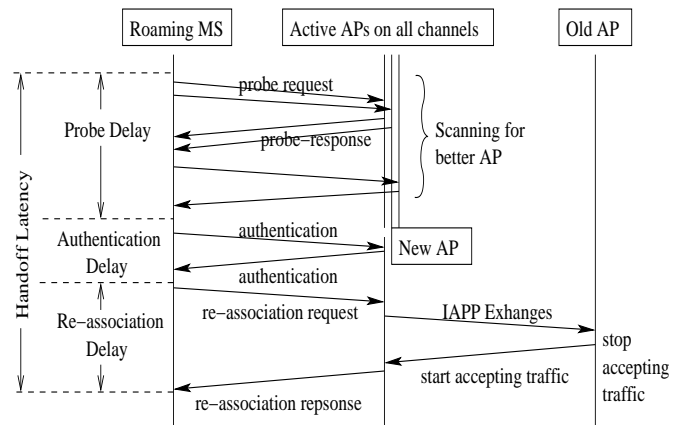 Roaming MS
Active APs on all channels
Old AP
probe request
Probe Delay
probe−response
Scanning for
better AP
Handoff Latency
authentication
Authentication
Delay
New AP
authentication
re−association request
IAPP Exhanges
Re−association
Delay
stop
accepting
traffic
start accepting traffic
re−association repsonse